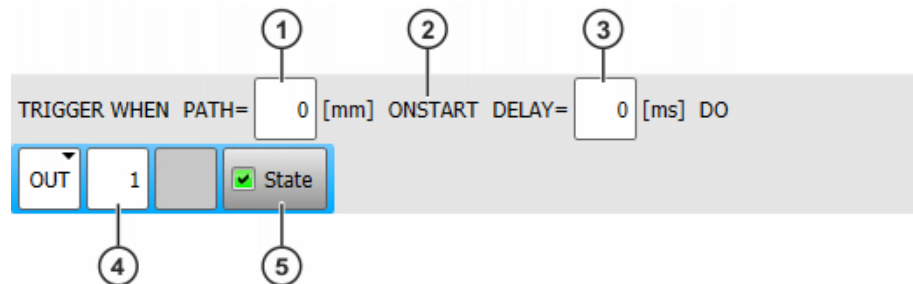 1 2 3
TRIGGER WHEN PATH= 0 [mm] ONSTART DELAY= 0 [ms] DO
OUT 1 State
4 5